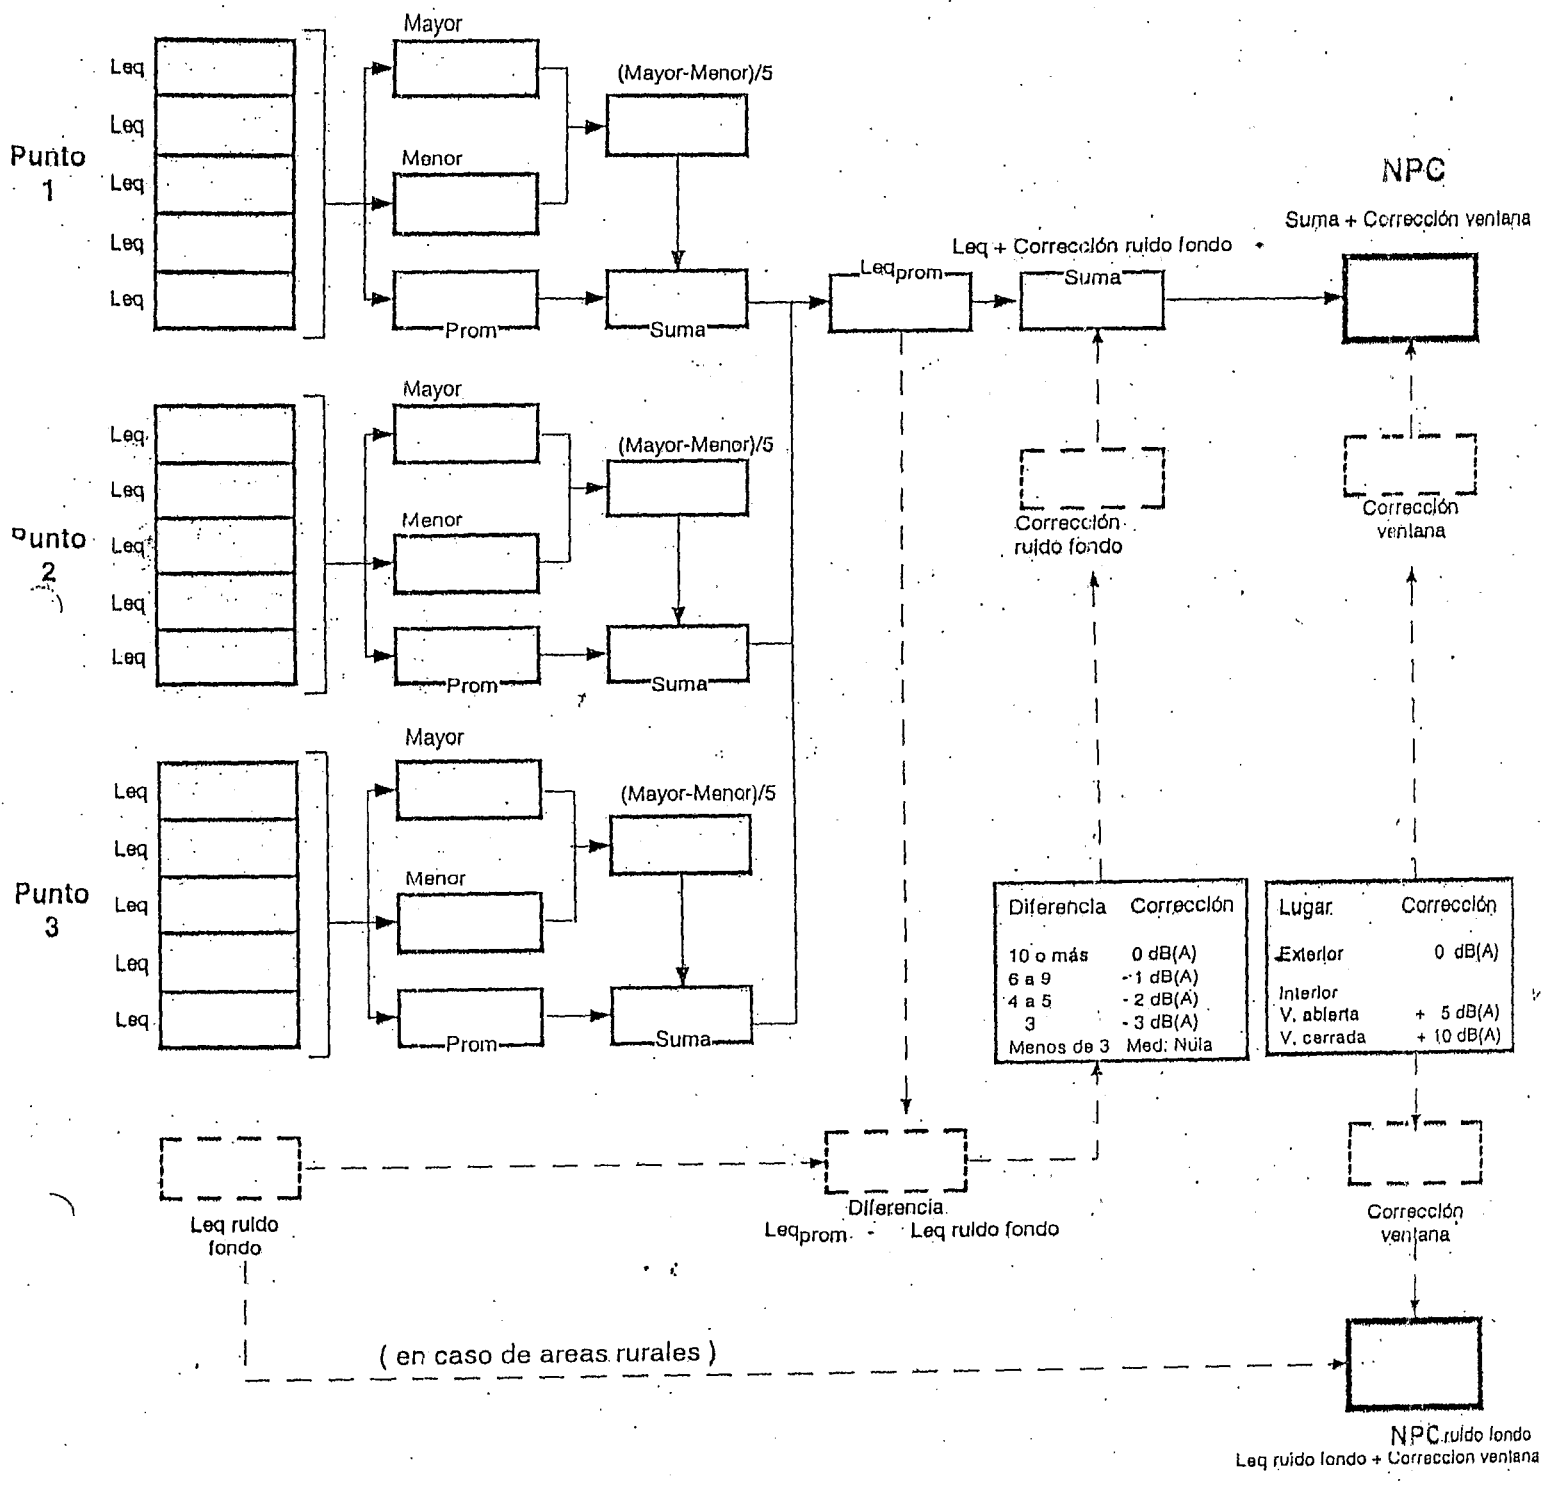 Punto
1
Leq
Leq
Leq
Leq
Leq
Mayor
Menor
Prom
(Mayor-Menor)/5
Suma
Punto
2
Leq
Leq
Leq
Leq
Leq
Mayor
Menor
Prom
(Mayor-Menor)/5
Suma
Punto
3
Leq
Leq
Leq
Leq
Leq
Mayor
Menor
Prom
(Mayor-Menor)/5
Suma
Leqprom
Leq + Corrección ruido fondo
Suma
NPC
Suma + Corrección ventana
Corrección
ruido fondo
Corrección
ventana
Diferencia Corrección
10 o más 0 dB(A)
6 a 9 - 1 dB(A)
4 a 5 - 2 dB(A)
3 - 3 dB(A)
Menos de 3 Med: Nula
Lugar Corrección
Exterior 0 dB(A)
Interior
V. abierta + 5 dB(A)
V. cerrada + 10 dB(A)
Leq ruido
fondo
Diferencia
Leqprom - Leq ruido fondo
Corrección
ventana
( en caso de areas rurales )
NPC ruido fondo
Leq ruido fondo + Correccion ventana